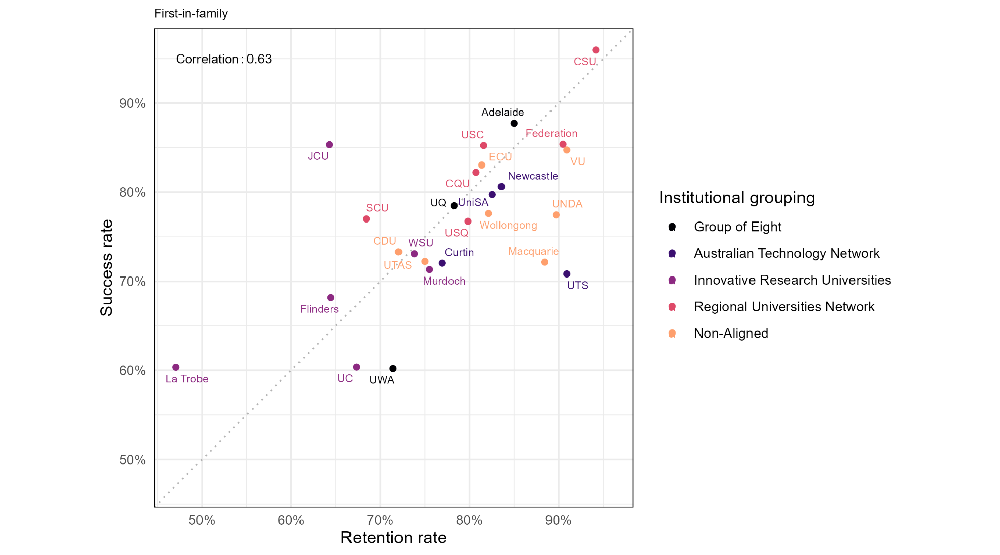 First-in-family
Correlation: 0.63
CSU
90%
Adelaide
USC
Federation
JCU
ECU
VU
Newcastle
CQU
80%
UQ
UniSA
UNDA
SCU
Wollongong
USQ
CDU
WSU
Curtin
Macquarie
UTAS
Murdoch
70%
UTS
Flinders
60%
La Trobe
UC
UWA
50%
Success rate
50%
60%
70%
80%
90%
Retention rate
Institutional grouping
Group of Eight
Australian Technology Network
Innovative Research Universities
Regional Universities Network
Non-Aligned